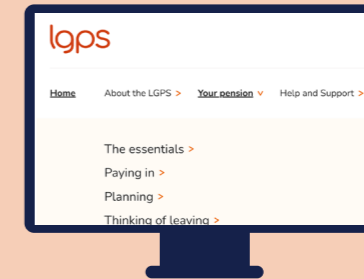 lgps
Home About the LGPS > Your pension v Help and Support >
The essentials >
Paying in >
Planning >
Thinking of leaving >